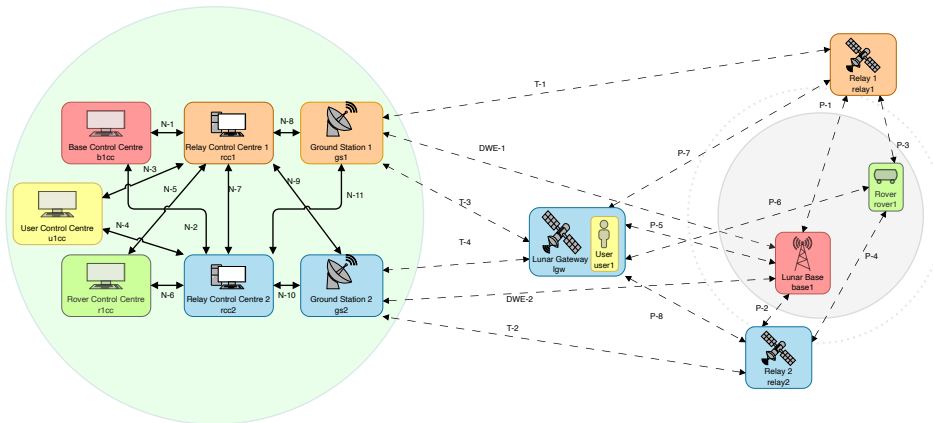 Base Control Centre
b1cc
N-1
Relay Control Centre 1
rcc1
N-8
Ground Station 1
gs1
N-3
N-5
N-7
N-9
N-11
User Control Centre
u1cc
N-4
N-2
Rover Control Centre
r1cc
N-6
Relay Control Centre 2
rcc2
N-10
Ground Station 2
gs2
T-1
DWE-1
T-3
T-4
DWE-2
T-2
Lunar Gateway
lgw
User
user1
P-7
P-5
P-6
P-8
Relay 1
relay1
P-1
P-3
Rover
rover1
P-4
Lunar Base
base1
P-2
Relay 2
relay2